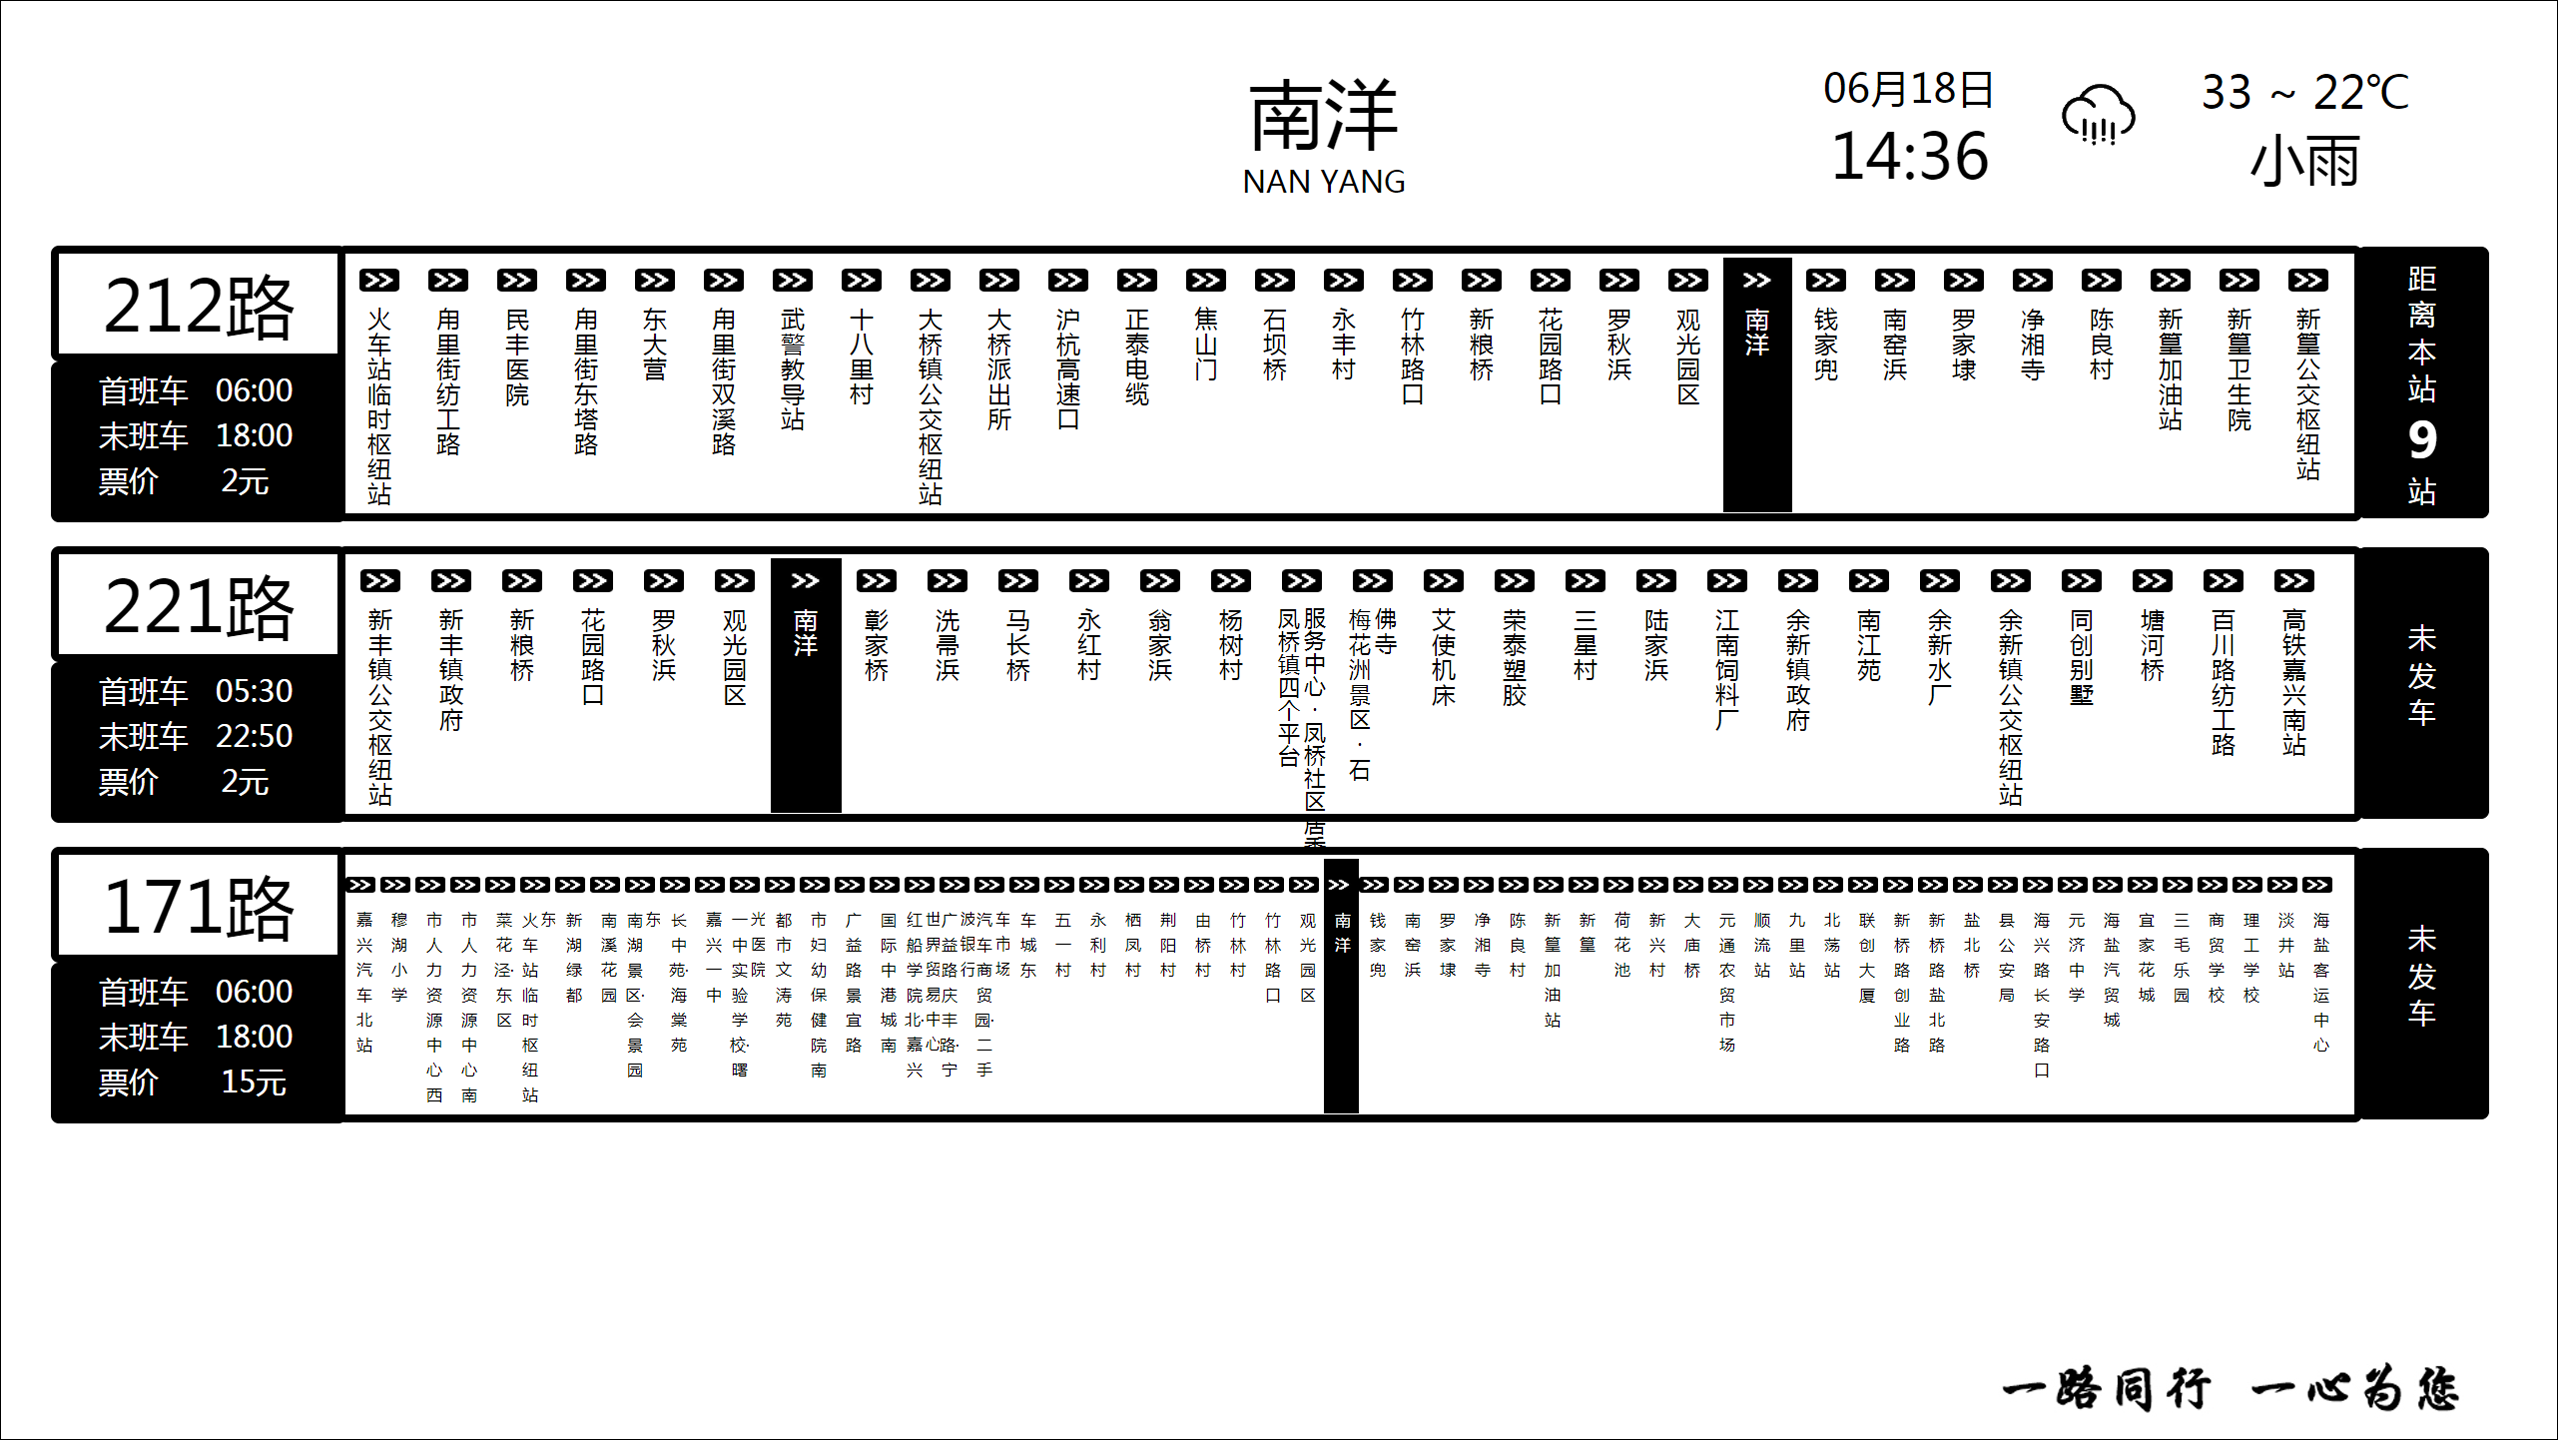 南洋
NAN YANG
06月18日
14:36
33 ~ 22℃
小雨
212路
首班车 06:00
末班车 18:00
票价 2元
火车站临时枢纽站
甪里街纺工路
民丰医院
甪里街东塔路
东大营
甪里街双溪路
武警教导站
十八里村
大桥镇公交枢纽站
大桥派出所
沪杭高速口
正泰电缆
焦山门
石坝桥
永丰村
竹林路口
新粮桥
花园路口
罗秋浜
观光园区
南洋
钱家兜
南窑浜
罗家埭
净湘寺
陈良村
新篁加油站
新篁卫生院
新篁公交枢纽站
距离本站9站
221路
首班车 05:30
末班车 22:50
票价 2元
新丰镇公交枢纽站
新丰镇政府
新粮桥
花园路口
罗秋浜
观光园区
南洋
彰家桥
洗帚浜
马长桥
永红村
翁家浜
杨树村
凤桥镇四个平台
服务中心·凤桥社区居委
梅花洲景区·石
佛寺
艾使机床
荣泰塑胶
三星村
陆家浜
江南饲料厂
余新镇政府
南江苑
余新水厂
余新镇公交枢纽站
同创别墅
塘河桥
百川路纺工路
高铁嘉兴南站
未发车
171路
首班车 06:00
末班车 18:00
票价 15元
嘉兴汽车北站
穆湖小学
市人力资源中心西
市人力资源中心南
菜花泾·东区
火车站临时枢纽站
东
新湖绿都
南溪花园
南湖景区·会景园
东
长中苑·海棠苑
嘉兴一中
一中实验学校·曙
光医院
都市文涛苑
市妇幼保健院南
广益路景宜路
国际中港城南
红船学院北·嘉兴
世界贸易中心
广益路庆丰路·宁
波银行
汽车商贸园·二手
车市场
车城东
五一村
永利村
栖凤村
荆阳村
由桥村
竹林村
竹林路口
观光园区
南洋
钱家兜
南窑浜
罗家埭
净湘寺
陈良村
新篁加油站
新篁
荷花池
新兴村
大庙桥
元通农贸市场
顺流站
九里站
北荡站
联创大厦
新桥路创业路
新桥路盐北路
盐北桥
县公安局
海兴路长安路口
元济中学
海盐汽贸城
宜家花城
三毛乐园
商贸学校
理工学校
淡井站
海盐客运中心
未发车
一路同行 一心为您